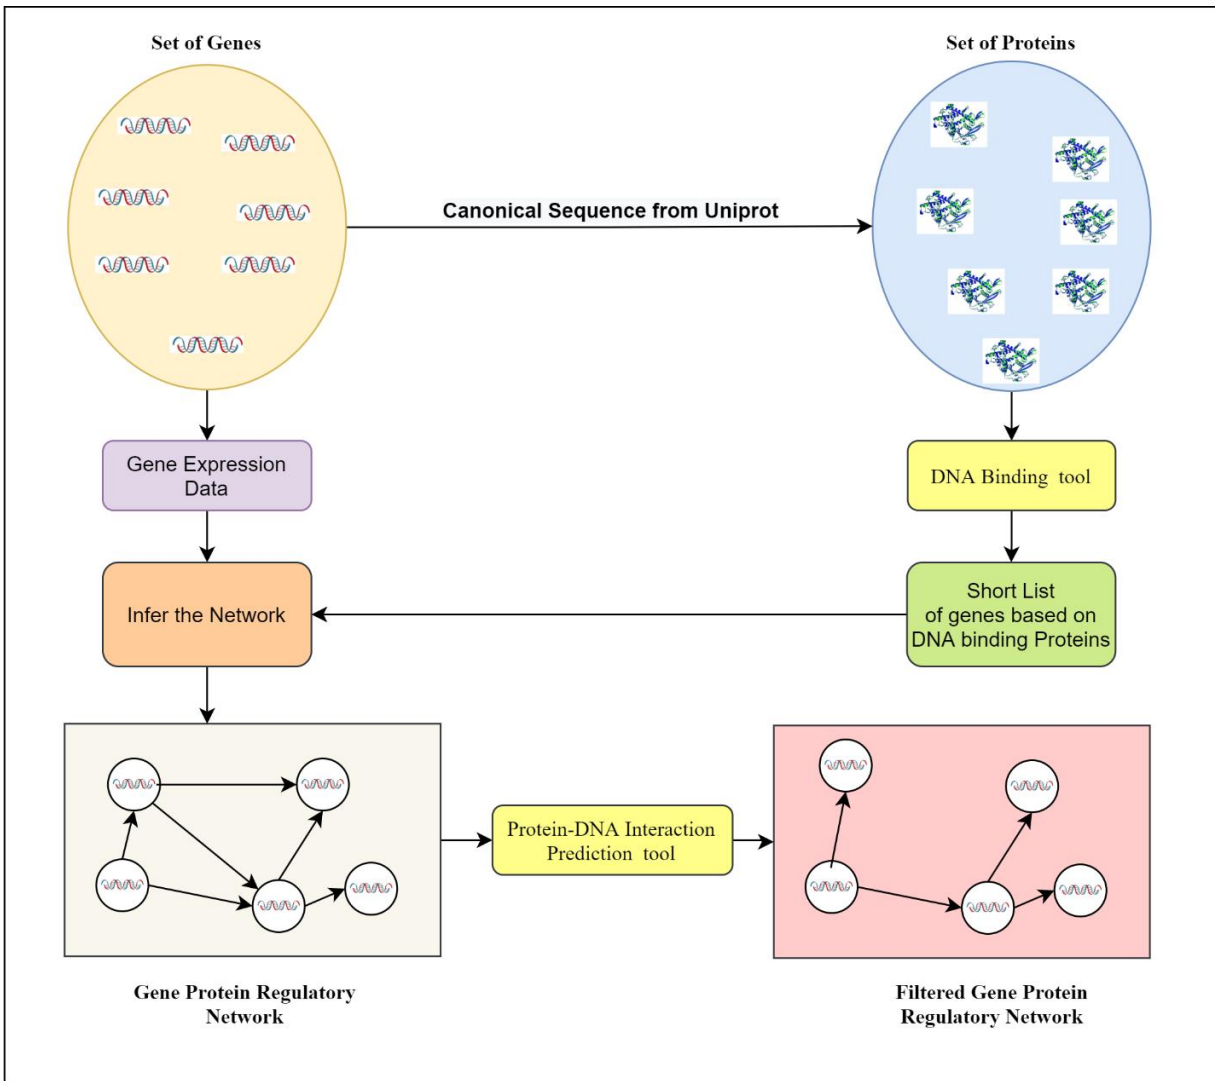 Set of Genes
Set of Proteins
Canonical Sequence from Uniprot
Gene Expression
Data
DNA Binding tool
Infer the Network
Short List
of genes based on
DNA binding Proteins
Protein-DNA Interaction
Prediction tool
Gene Protein Regulatory
Network
Filtered Gene Protein
Regulatory Network